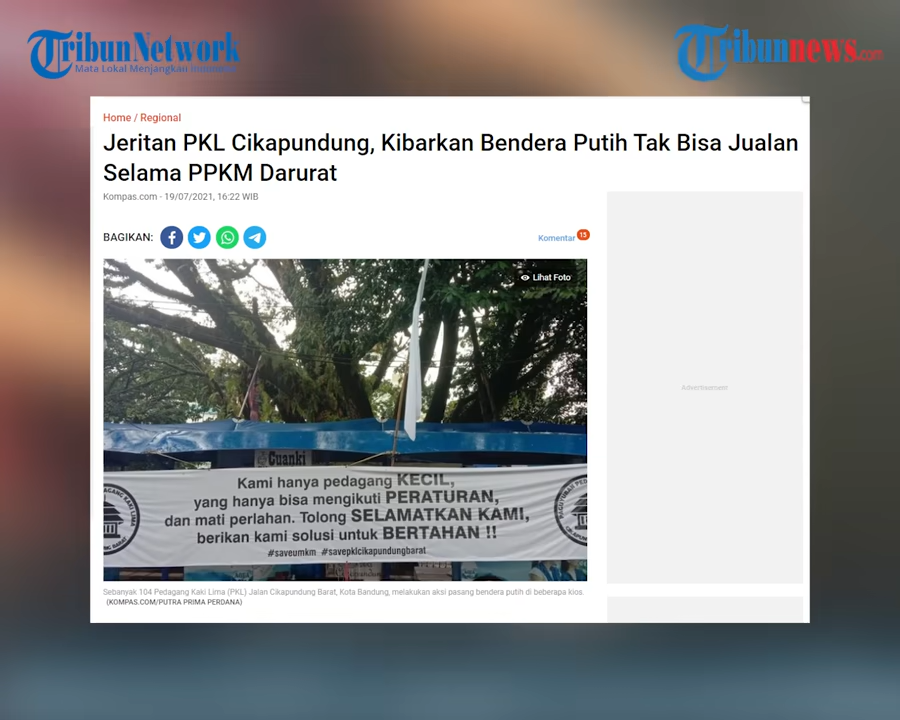 TribunNetwork
Mata Lokal Menjangkau Indonesia
Tribunnews.com
Home / Regional
Jeritan PKL Cikapundung, Kibarkan Bendera Putih Tak Bisa Jualan
Selama PPKM Darurat
Kompas.com - 19/07/2021, 16:22 WIB
BAGIKAN:
Komentar 15
Lihat Foto
Cuanki
Kami hanya pedagang KECIL,
yang hanya bisa mengikuti PERATURAN,
dan mati perlahan. Tolong SELAMATKAN KAMI,
berikan kami solusi untuk BERTAHAN !!
#saveumkm #savepklcikapundungbarat
Advertisement
Sebanyak 104 Pedagang Kaki Lima (PKL) Jalan Cikapundung Barat, Kota Bandung, melakukan aksi pasang bendera putih di beberapa kios.
(KOMPAS.COM/PUTRA PRIMA PERDANA)